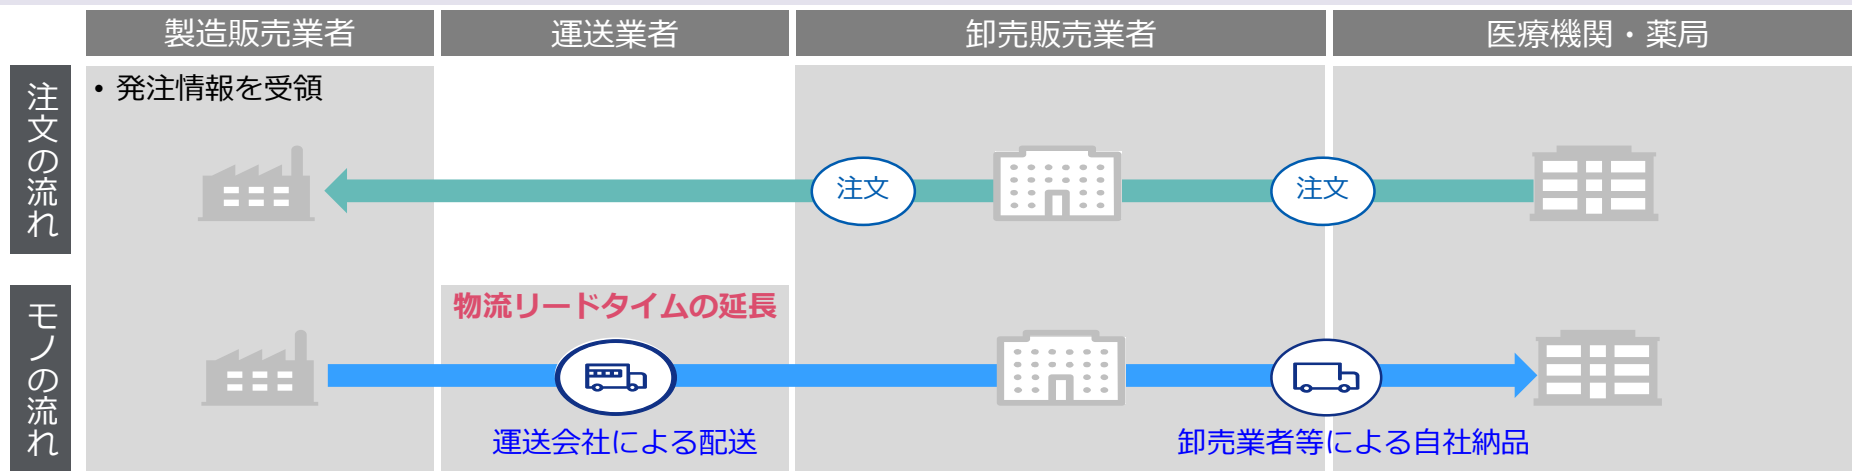 製造販売業者
運送業者
卸売販売業者
医療機関・薬局
注文の流れ
• 発注情報を受領
注文
注文
モノの流れ
物流リードタイムの延長
運送会社による配送
卸売業者等による自社納品